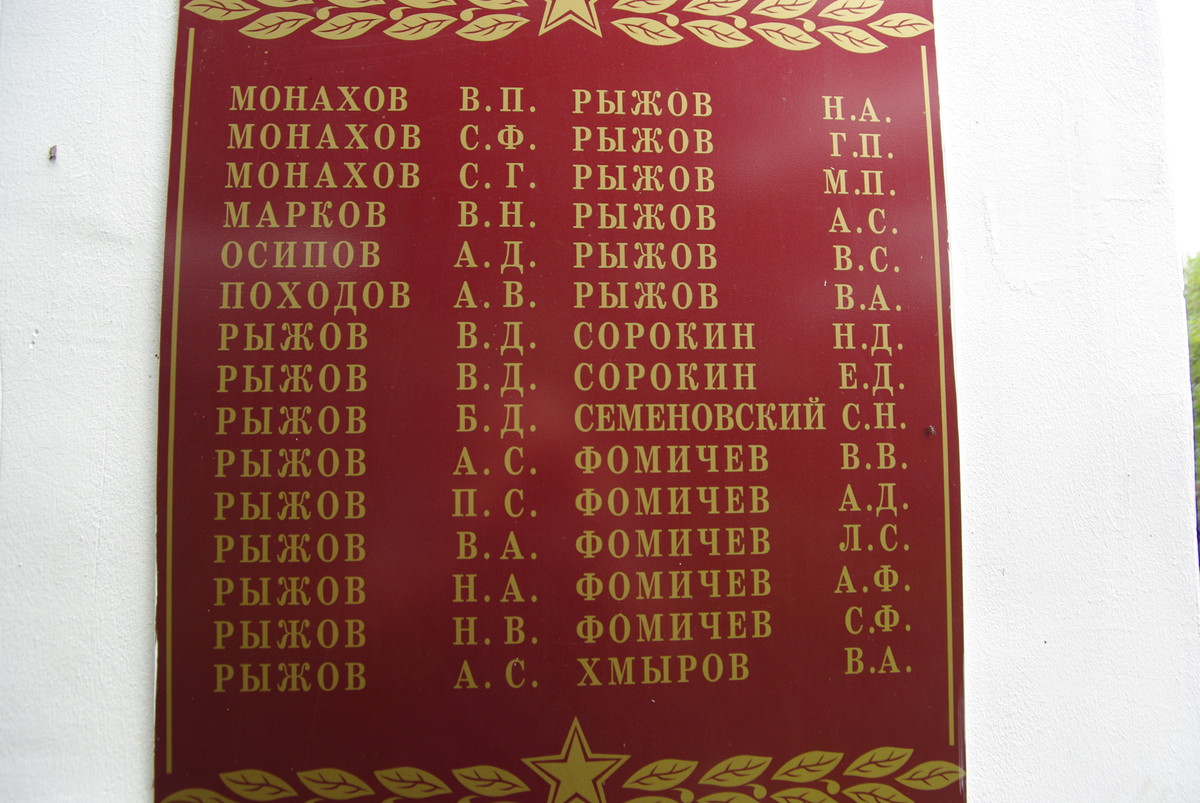 МОНАХОВ В.П. РЫЖОВ Н.А.
МОНАХОВ С.Ф. РЫЖОВ Г.П.
МОНАХОВ С.Г. РЫЖОВ М.П.
МАРКОВ В.Н. РЫЖОВ А.С.
ОСИПОВ А.Д. РЫЖОВ В.С.
ПОХОДОВ А.В. РЫЖОВ В.А.
РЫЖОВ В.Д. СОРОКИН Н.Д.
РЫЖОВ В.Д. СОРОКИН Е.Д.
РЫЖОВ Б.Д. СЕМЕНОВСКИЙ С.Н.
РЫЖОВ А.С. ФОМИЧЕВ В.В.
РЫЖОВ П.С. ФОМИЧЕВ А.Д.
РЫЖОВ В.А. ФОМИЧЕВ Л.С.
РЫЖОВ Н.А. ФОМИЧЕВ А.Ф.
РЫЖОВ Н.В. ФОМИЧЕВ С.Ф.
РЫЖОВ А.С. ХМЫРОВ В.А.